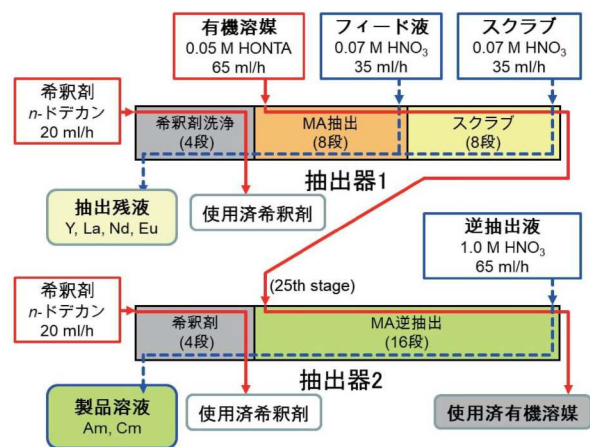 有機溶媒
0.05 M HONTA
65 ml/h
フィード液
0.07 M HNO₃
35 ml/h
スクラブ
0.07 M HNO₃
35 ml/h
希釈剤
n-ドデカン
20 ml/h
希釈剤洗浄
(4段)
MA抽出
(8段)
スクラブ
(8段)
抽出器1
抽出残液
Y, La, Nd, Eu
使用済希釈剤
逆抽出液
1.0 M HNO₃
65 ml/h
(25th stage)
希釈剤
n-ドデカン
20 ml/h
希釈剤
(4段)
MA逆抽出
(16段)
抽出器2
製品溶液
Am, Cm
使用済希釈剤
使用済有機溶媒